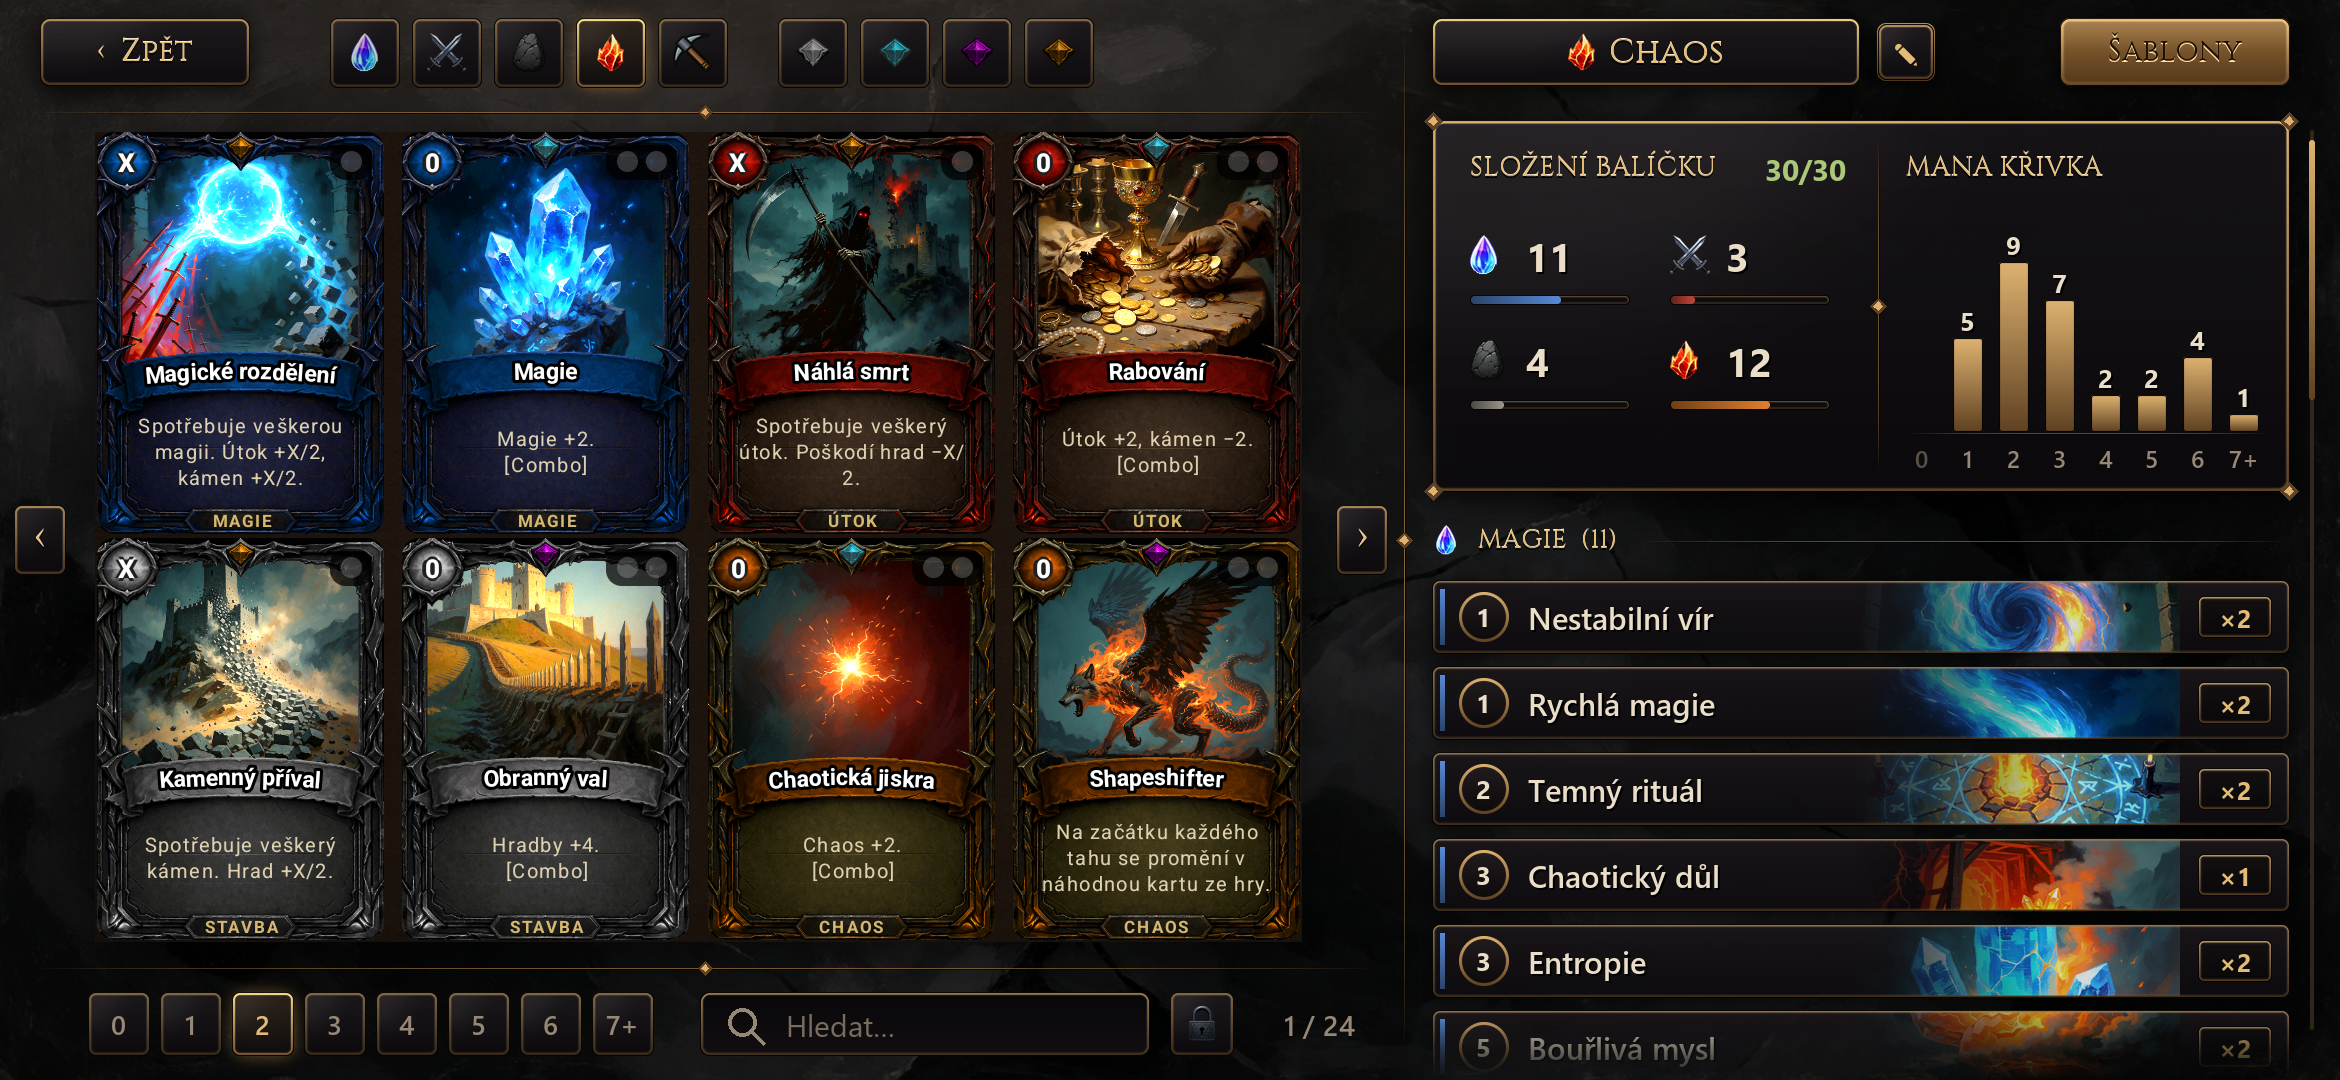 ‹ Zpět
Chaos
Šablony
X
Magické rozdělení
Spotřebuje veškerou
magii. Útok +X/2,
kámen +X/2.
MAGIE
0
Magie
Magie +2.
[Combo]
MAGIE
X
Náhlá smrt
Spotřebuje veškerý
útok. Poškodí hrad −X/
2.
ÚTOK
0
Rabování
Útok +2, kámen −2.
[Combo]
ÚTOK
X
Kamenný příval
Spotřebuje veškerý
kámen. Hrad +X/2.
STAVBA
0
Obranný val
Hradby +4.
[Combo]
STAVBA
0
Chaotická jiskra
Chaos +2.
[Combo]
CHAOS
0
Shapeshifter
Na začátku každého
tahu se promění v
náhodnou kartu ze hry.
CHAOS
‹
›
0 1 2 3 4 5 6 7+
Hledat...
1 / 24
Složení balíčku 30/30
11 3
4 12
Mana křivka
5 9 7 2 2 4 1
0 1 2 3 4 5 6 7+
Magie (11)
1 Nestabilní vír ×2
1 Rychlá magie ×2
2 Temný rituál ×2
3 Chaotický důl ×1
3 Entropie ×2
5 Bouřlivá mysl ×2